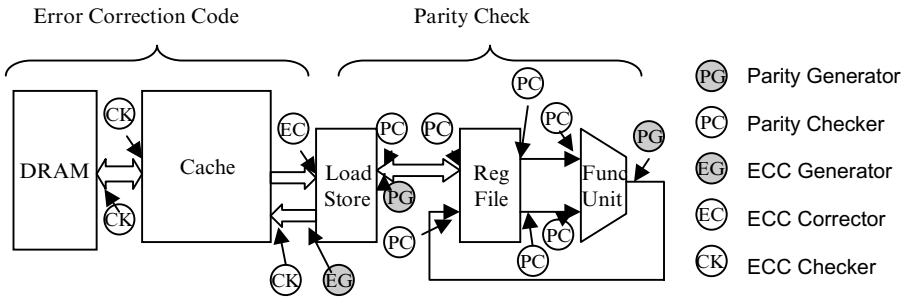 Error Correction Code
Parity Check
DRAM
CK
CK
Cache
EC
CK
EG
Load
Store
PC
PG
PC
PC
Reg
File
PC
PC
PC
PC
Func
Unit
PG
PG Parity Generator
PC Parity Checker
EG ECC Generator
EC ECC Corrector
CK ECC Checker